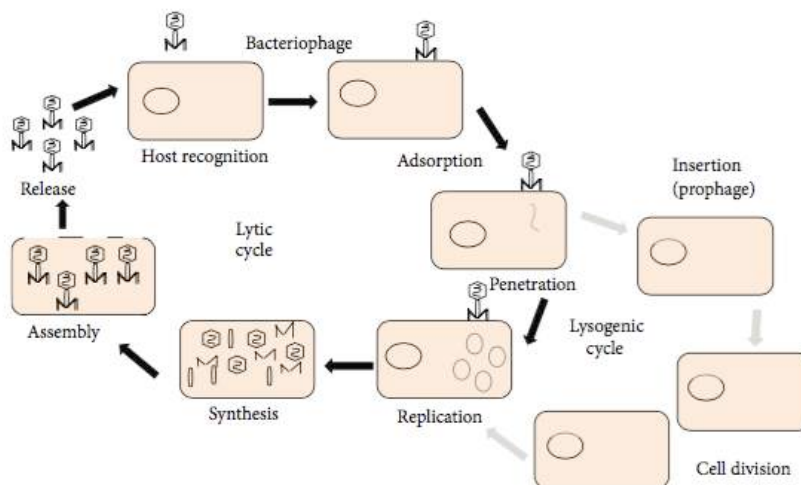 Bacteriophage
Host recognition
Adsorption
Release
Lytic
cycle
Insertion
(prophage)
Penetration
Lysogenic
cycle
Assembly
Synthesis
Replication
Cell division